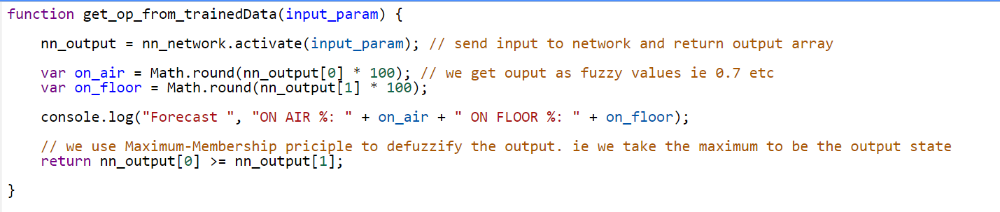 function get_op_from_trainedData(input_param) {
nn_output = nn_network.activate(input_param); // send input to network and return output array
var on_air = Math.round(nn_output[0] * 100); // we get ouput as fuzzy values ie 0.7 etc
var on_floor = Math.round(nn_output[1] * 100);
console.log("Forecast ", "ON AIR %: " + on_air + " ON FLOOR %: " + on_floor);
// we use Maximum-Membership priciple to defuzzify the output. ie we take the maximum to be the output state
return nn_output[0] >= nn_output[1];
}